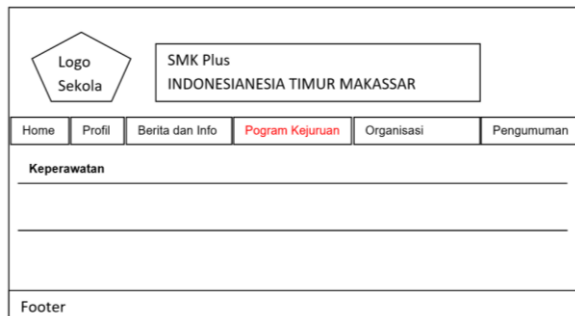 Logo
Sekola
SMK Plus
INDONESIANESIA TIMUR MAKASSAR
Home Profil Berita dan Info Pogram Kejuruan Organisasi Pengumuman
Keperawatan
Footer